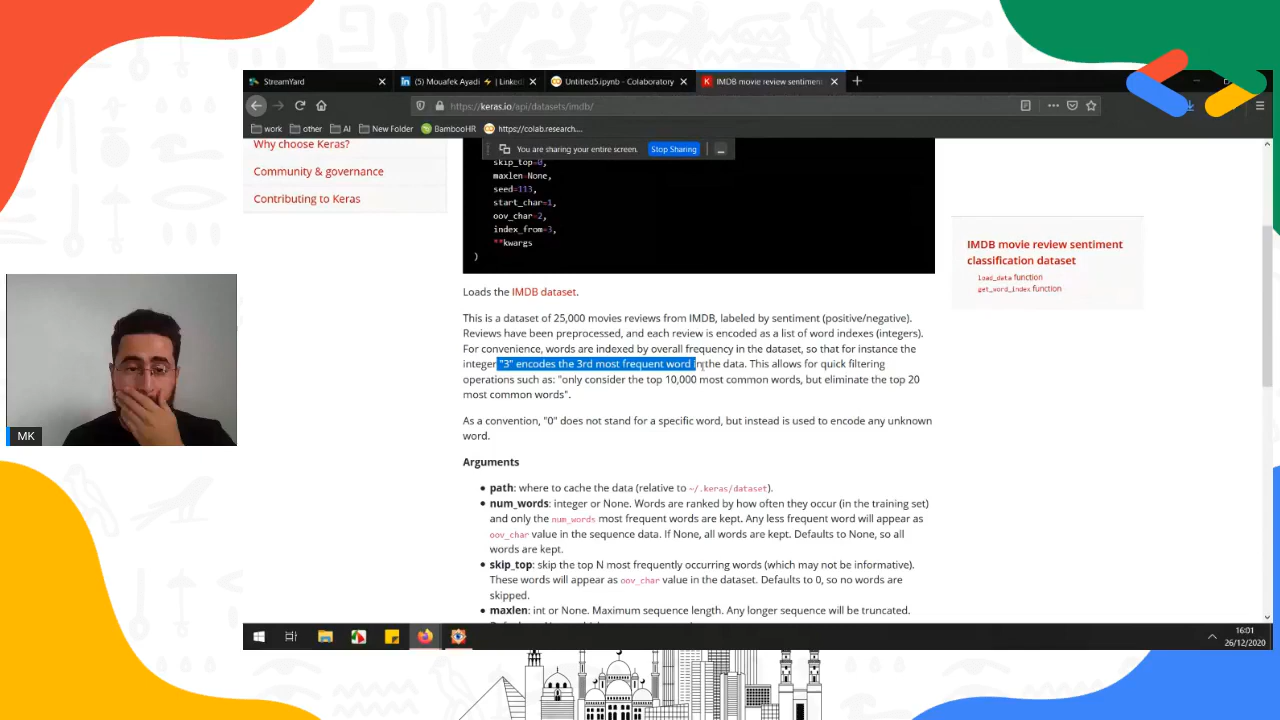 StreamYard
(5) Mouafek Ayadi ⚡ | LinkedI
Untitled5.ipynb - Colaboratory
IMDB movie review sentiment
https://keras.io/api/datasets/imdb/
work
other
AI
New Folder
BambooHR
https://colab.research....
You are sharing your entire screen.
Stop Sharing
Why choose Keras?
Community & governance
Contributing to Keras
skip_top=0,
maxlen=None,
seed=113,
start_char=1,
oov_char=2,
index_from=3,
**kwargs
)
IMDB movie review sentiment
classification dataset
load_data function
get_word_index function
Loads the IMDB dataset.
This is a dataset of 25,000 movies reviews from IMDB, labeled by sentiment (positive/negative).
Reviews have been preprocessed, and each review is encoded as a list of word indexes (integers).
For convenience, words are indexed by overall frequency in the dataset, so that for instance the
integer "3" encodes the 3rd most frequent word in the data. This allows for quick filtering
operations such as: "only consider the top 10,000 most common words, but eliminate the top 20
most common words".
As a convention, "0" does not stand for a specific word, but instead is used to encode any unknown
word.
Arguments
• path: where to cache the data (relative to ~/.keras/dataset).
• num_words: integer or None. Words are ranked by how often they occur (in the training set)
and only the num_words most frequent words are kept. Any less frequent word will appear as
oov_char value in the sequence data. If None, all words are kept. Defaults to None, so all
words are kept.
• skip_top: skip the top N most frequently occurring words (which may not be informative).
These words will appear as oov_char value in the dataset. Defaults to 0, so no words are
skipped.
• maxlen: int or None. Maximum sequence length. Any longer sequence will be truncated.
MK
16:01
26/12/2020